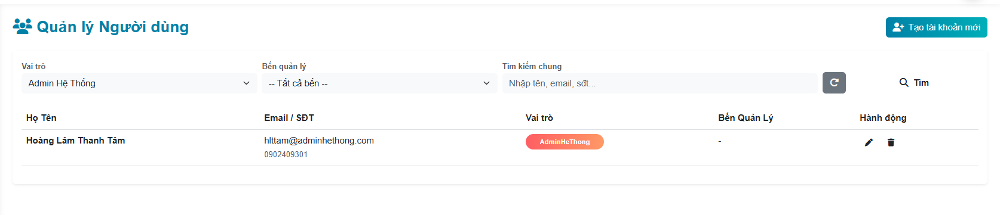 Quản lý Người dùng
Tạo tài khoản mới
Vai trò
Bến quản lý
Tìm kiếm chung
Admin Hệ Thống
-- Tất cả bến --
Nhập tên, email, sđt...
Tìm
Họ Tên
Email / SĐT
Vai trò
Bến Quản Lý
Hành động
Hoàng Lâm Thanh Tâm
hlttam@adminhethong.com
AdminHeThong
-
0902409301